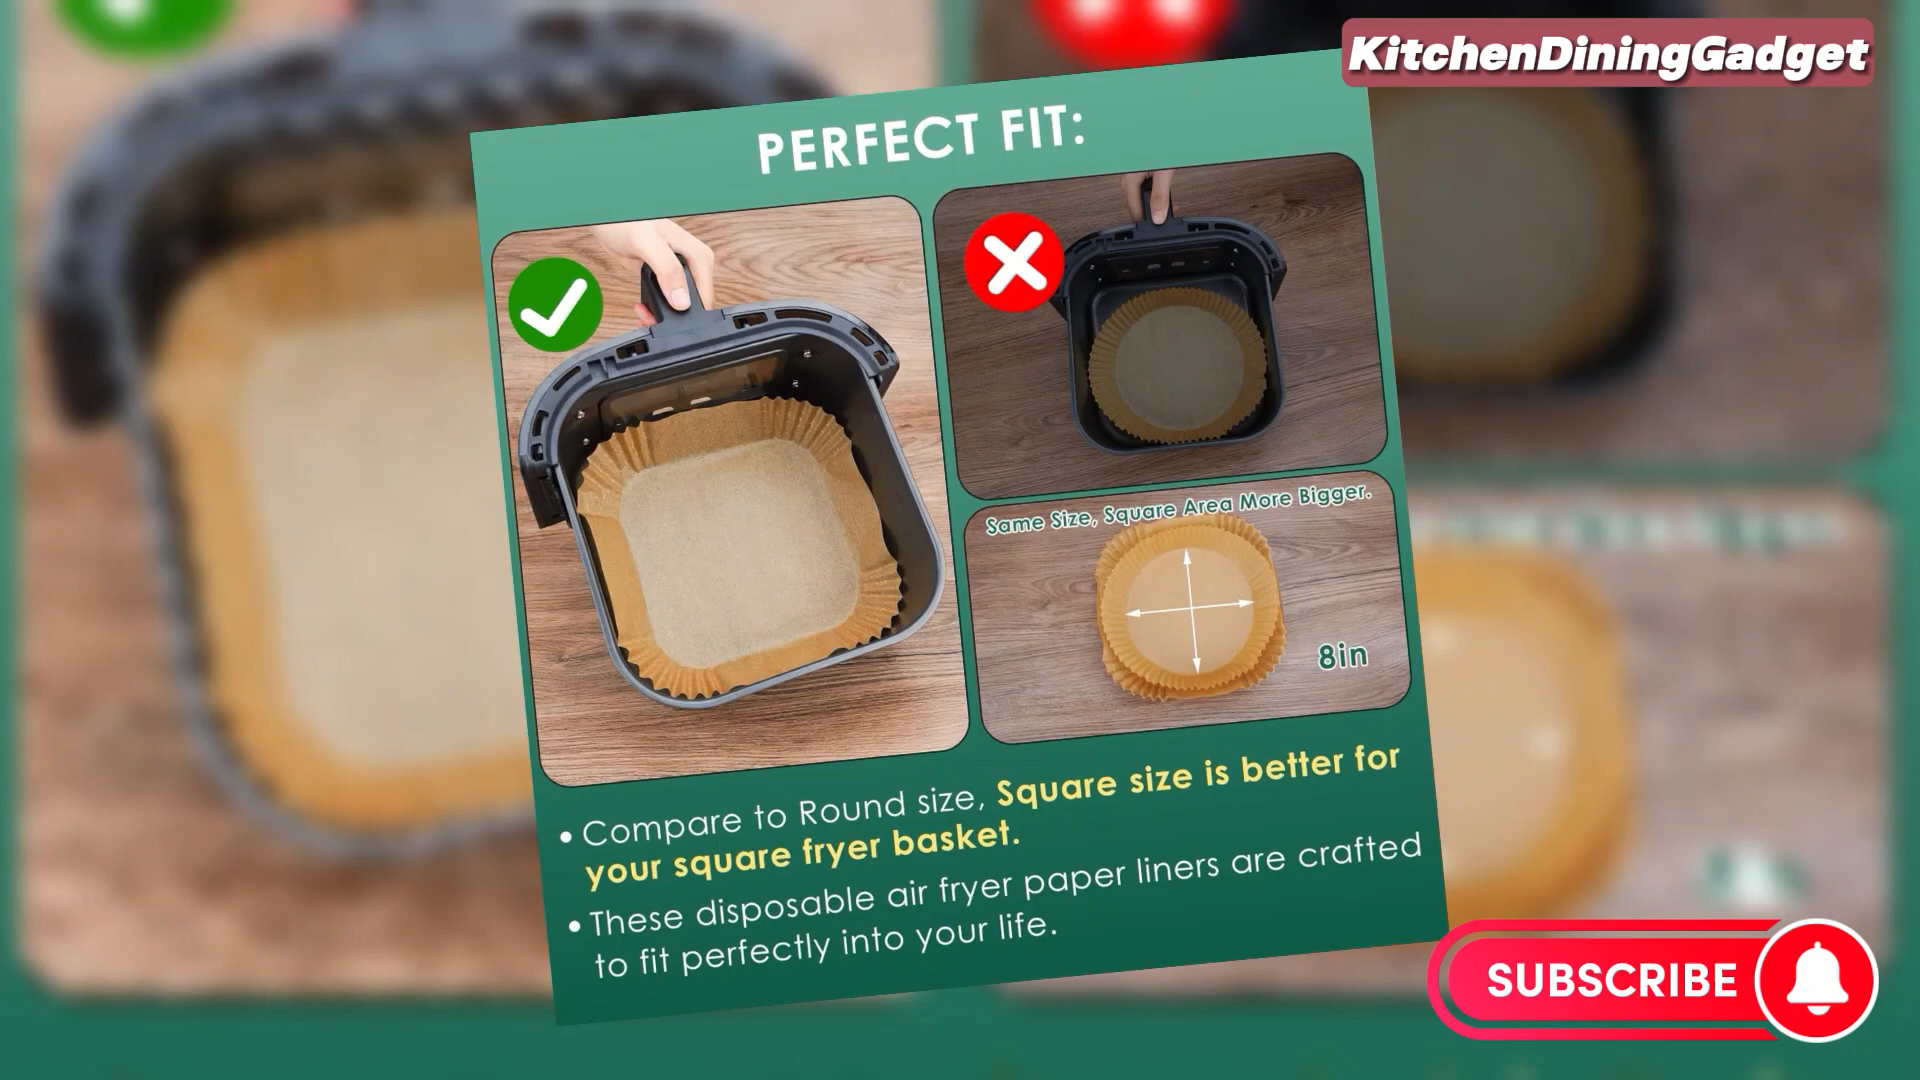 KitchenDiningGadget
PERFECT FIT:
Same Size, Square Area More Bigger.
8in
• Compare to Round size, Square size is better for
your square fryer basket.
• These disposable air fryer paper liners are crafted
to fit perfectly into your life.
SUBSCRIBE